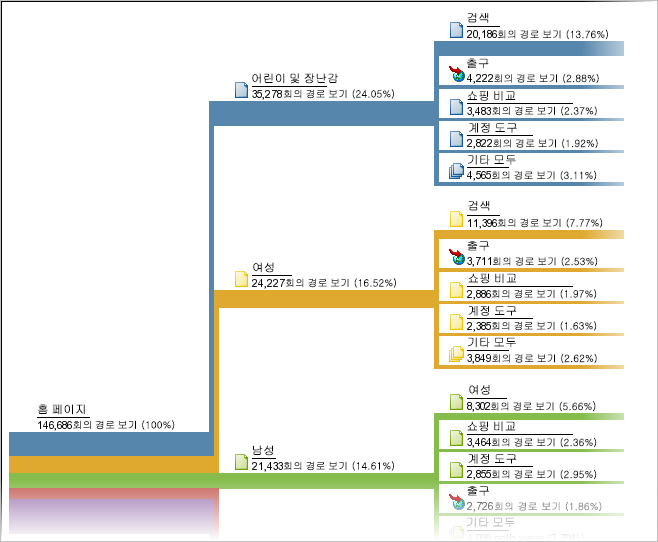 검색
20,186회의 경로 보기 (13.76%)
출구
4,222회의 경로 보기 (2.88%)
어린이 및 장난감
35,278회의 경로 보기 (24.05%)
쇼핑 비교
3,483회의 경로 보기 (2.37%)
계정 도구
2,822회의 경로 보기 (1.92%)
기타 모두
4,565회의 경로 보기 (3.11%)
검색
11,396회의 경로 보기 (7.77%)
출구
3,711회의 경로 보기 (2.53%)
여성
24,227회의 경로 보기 (16.52%)
쇼핑 비교
2,886회의 경로 보기 (1.97%)
계정 도구
2,385회의 경로 보기 (1.63%)
기타 모두
3,849회의 경로 보기 (2.62%)
홈 페이지
146,686회의 경로 보기 (100%)
여성
8,302회의 경로 보기 (5.66%)
쇼핑 비교
3,464회의 경로 보기 (2.36%)
남성
21,433회의 경로 보기 (14.61%)
계정 도구
2,855회의 경로 보기 (2.95%)
출구
2,726회의 경로 보기 (1.86%)
기타 모두